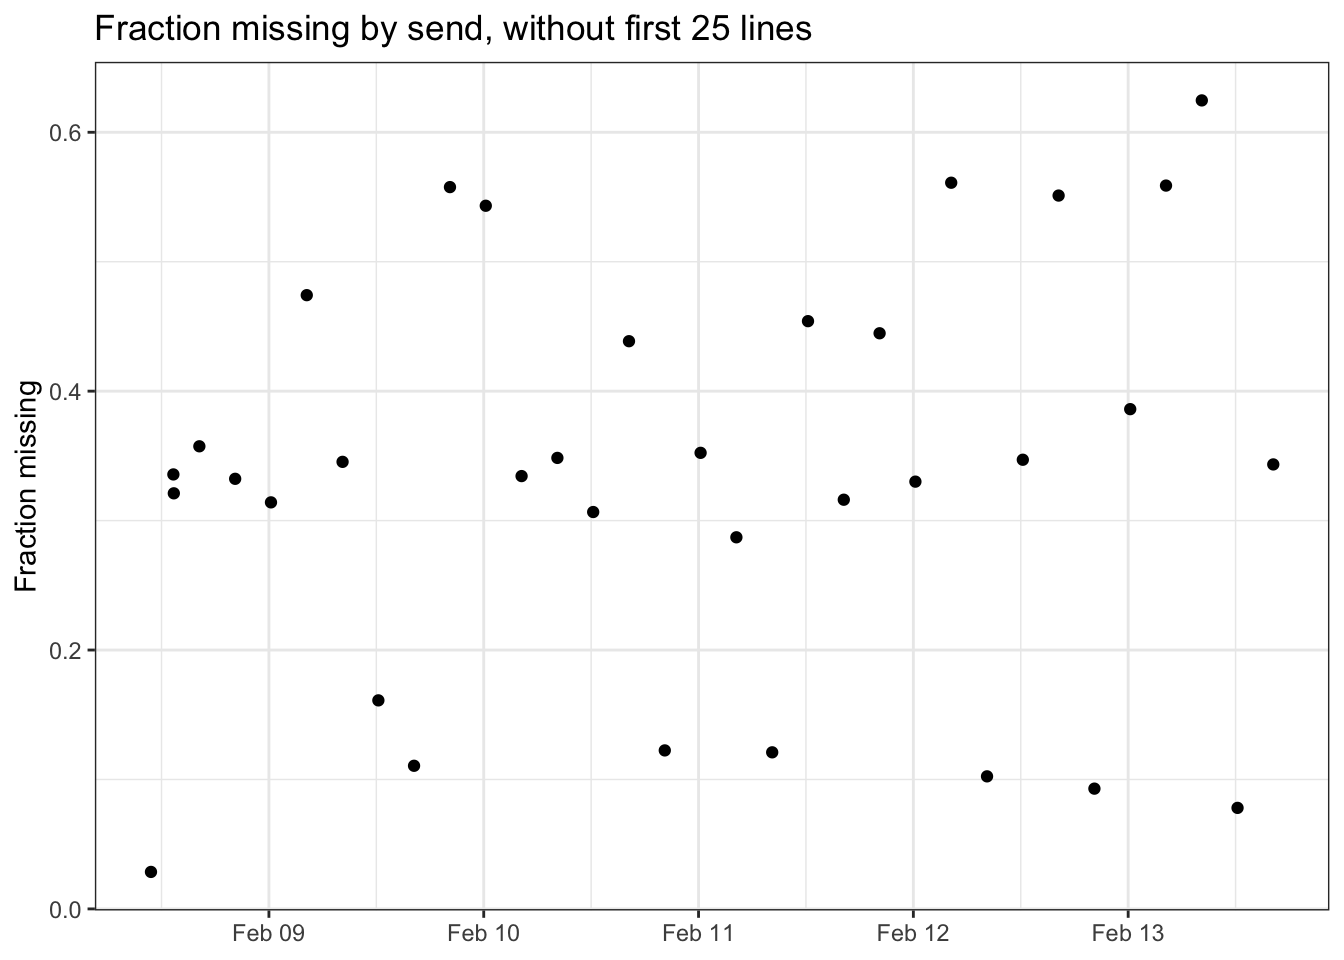 Fraction missing by send, without first 25 lines
Fraction missing
0.6
0.4
0.2
0.0
Feb 09
Feb 10
Feb 11
Feb 12
Feb 13